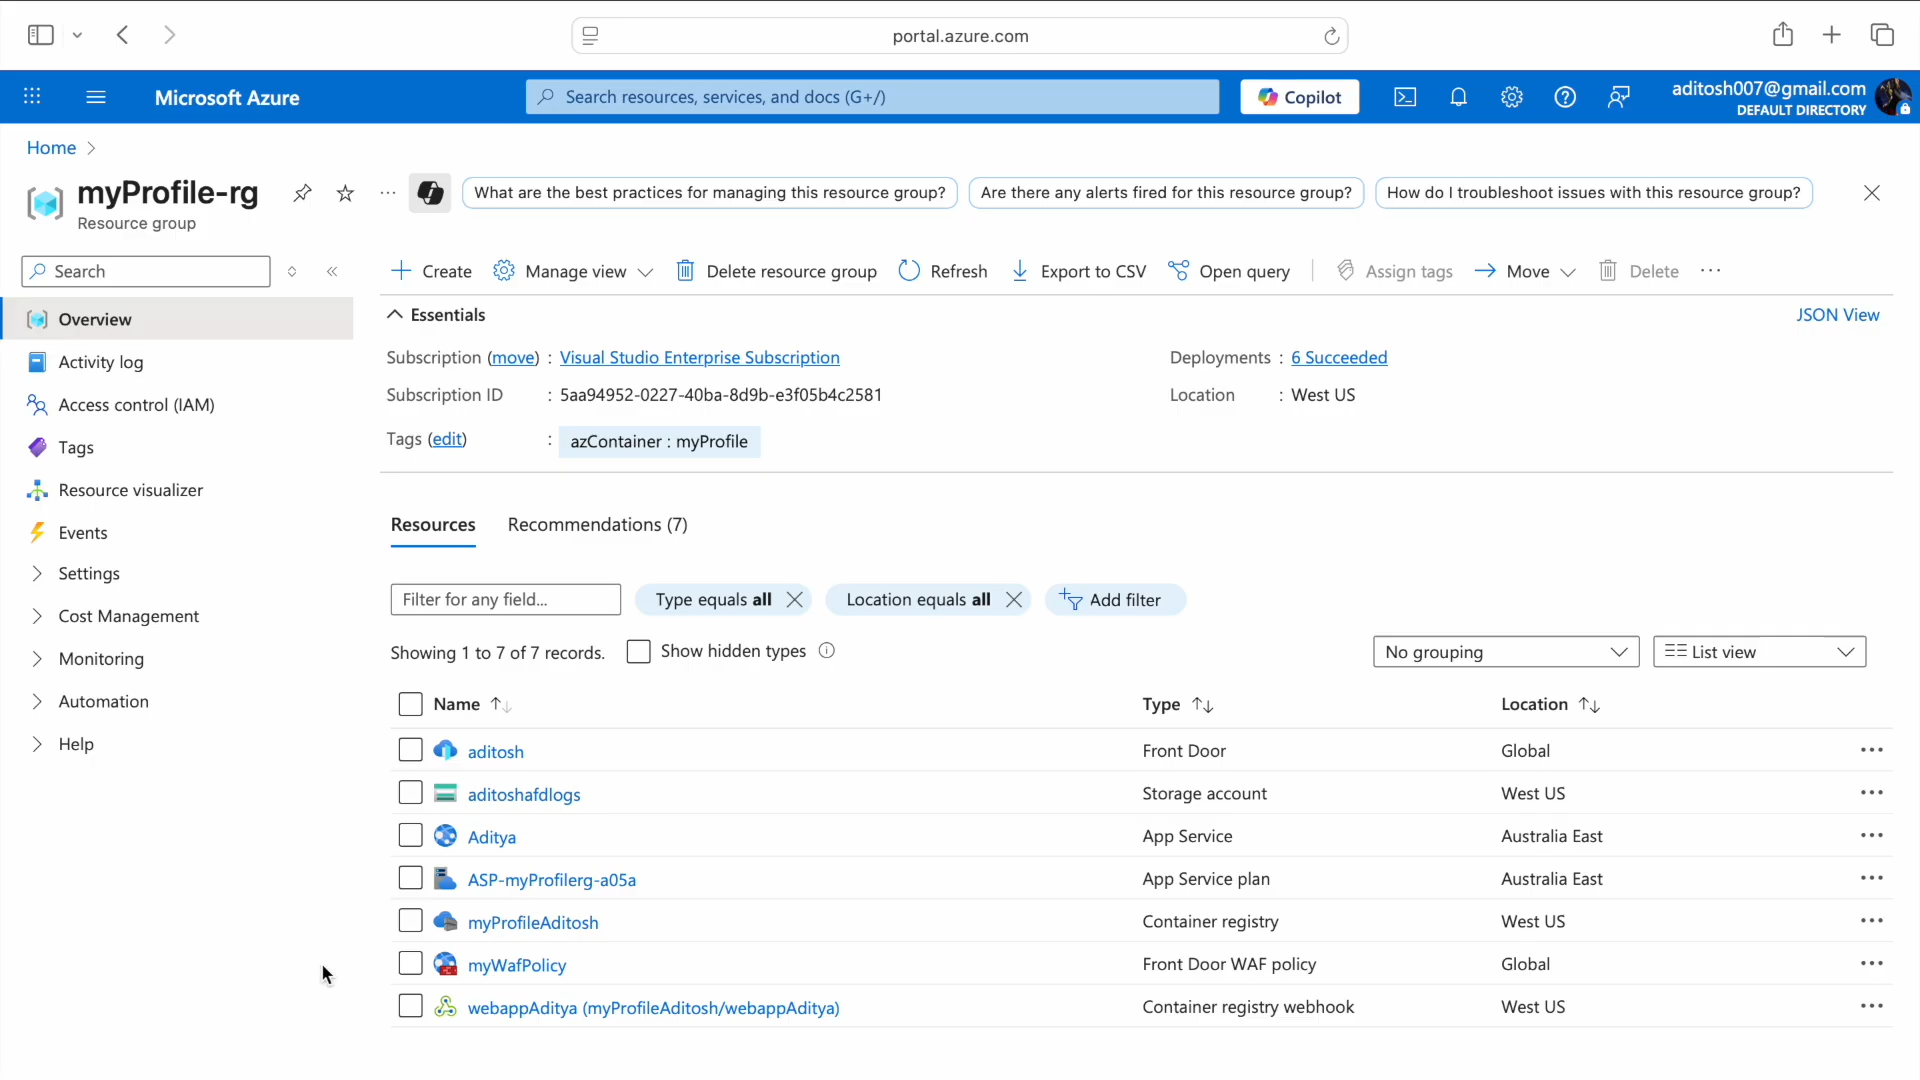 portal.azure.com
Microsoft Azure
Search resources, services, and docs (G+/)
Copilot
aditosh007@gmail.com
DEFAULT DIRECTORY
Home
myProfile-rg
Resource group
What are the best practices for managing this resource group?
Are there any alerts fired for this resource group?
How do I troubleshoot issues with this resource group?
Search
Create
Manage view
Delete resource group
Refresh
Export to CSV
Open query
Assign tags
Move
Delete
Overview
Activity log
Access control (IAM)
Tags
Resource visualizer
Events
Settings
Cost Management
Monitoring
Automation
Help
Essentials
JSON View
Subscription (move) : Visual Studio Enterprise Subscription
Deployments : 6 Succeeded
Subscription ID : 5aa94952-0227-40ba-8d9b-e3f05b4c2581
Location : West US
Tags (edit) : azContainer : myProfile
Resources
Recommendations (7)
Filter for any field...
Type equals all
Location equals all
Add filter
Showing 1 to 7 of 7 records.
Show hidden types
No grouping
List view
Name Type Location
aditosh Front Door Global
aditoshafdlogs Storage account West US
Aditya App Service Australia East
ASP-myProfilerg-a05a App Service plan Australia East
myProfileAditosh Container registry West US
myWafPolicy Front Door WAF policy Global
webappAditya (myProfileAditosh/webappAditya) Container registry webhook West US